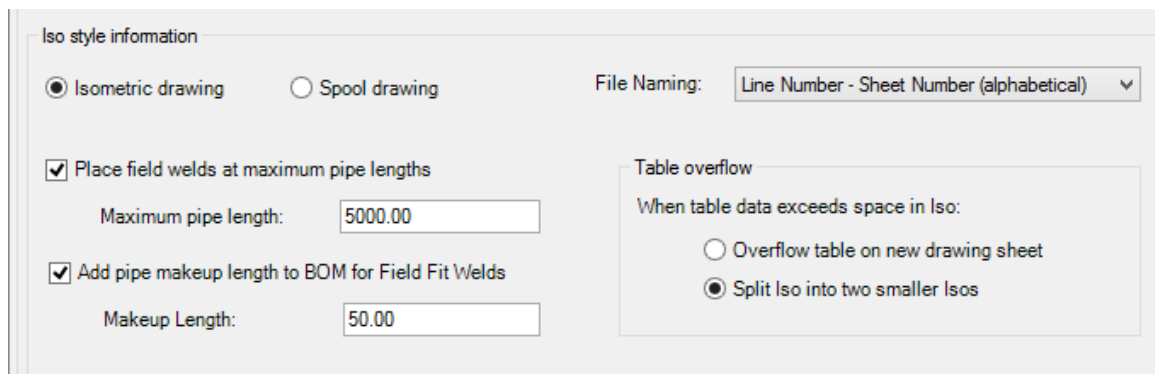 Iso style information
Isometric drawing
Spool drawing
File Naming:
Line Number - Sheet Number (alphabetical)
Place field welds at maximum pipe lengths
Maximum pipe length:
5000.00
Add pipe makeup length to BOM for Field Fit Welds
Makeup Length:
50.00
Table overflow
When table data exceeds space in Iso:
Overflow table on new drawing sheet
Split Iso into two smaller Isos